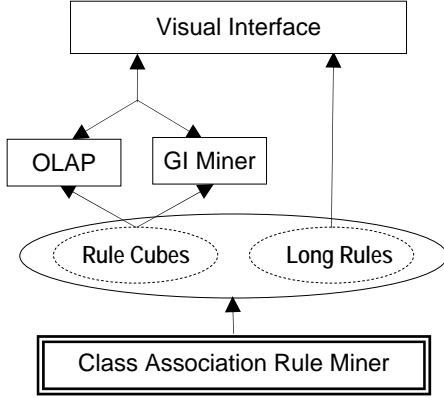 Visual Interface
OLAP
GI Miner
Rule Cubes
Long Rules
Class Association Rule Miner